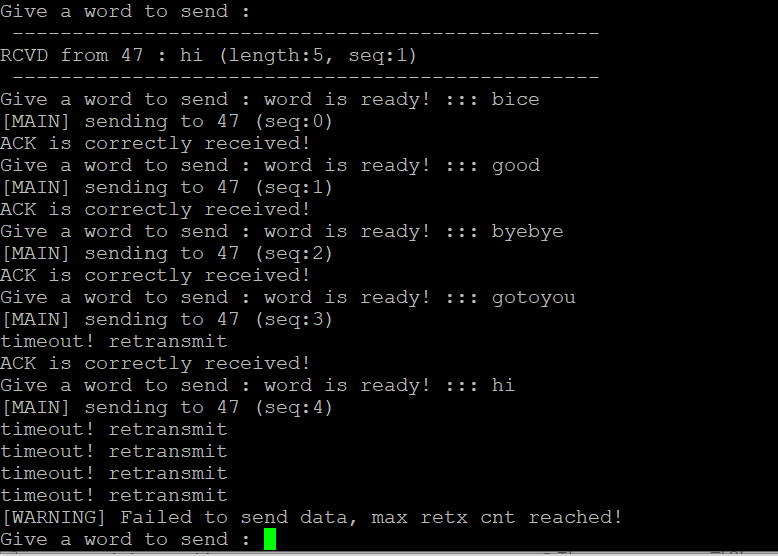 Give a word to send :
-------------------------------------------------
RCVD from 47 : hi (length:5, seq:1)
-------------------------------------------------
Give a word to send : word is ready! ::: bice
[MAIN] sending to 47 (seq:0)
ACK is correctly received!
Give a word to send : word is ready! ::: good
[MAIN] sending to 47 (seq:1)
ACK is correctly received!
Give a word to send : word is ready! ::: byebye
[MAIN] sending to 47 (seq:2)
ACK is correctly received!
Give a word to send : word is ready! ::: gotoyou
[MAIN] sending to 47 (seq:3)
timeout! retransmit
ACK is correctly received!
Give a word to send : word is ready! ::: hi
[MAIN] sending to 47 (seq:4)
timeout! retransmit
timeout! retransmit
timeout! retransmit
timeout! retransmit
[WARNING] Failed to send data, max retx cnt reached!
Give a word to send :